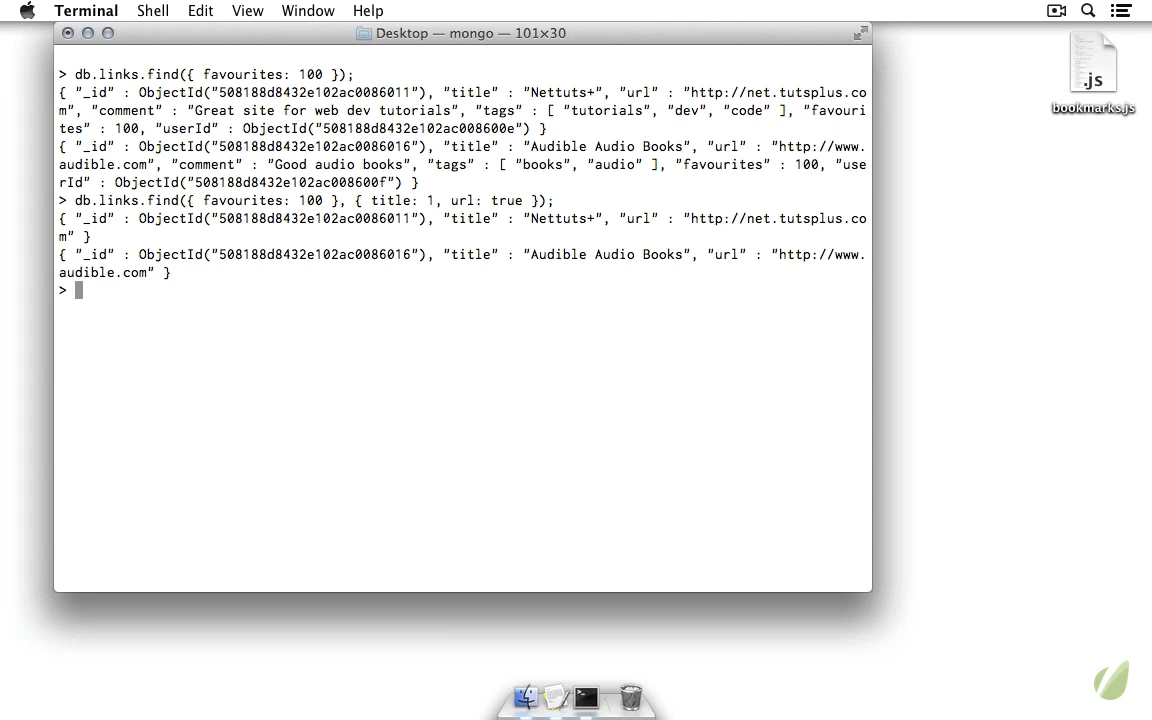 Terminal Shell Edit View Window Help
Desktop — mongo — 101×30
> db.links.find({ favourites: 100 });
{ "_id" : ObjectId("508188d8432e102ac0086011"), "title" : "Nettuts+", "url" : "http://net.tutsplus.co
m", "comment" : "Great site for web dev tutorials", "tags" : [ "tutorials", "dev", "code" ], "favouri
tes" : 100, "userId" : ObjectId("508188d8432e102ac008600e") }
{ "_id" : ObjectId("508188d8432e102ac0086016"), "title" : "Audible Audio Books", "url" : "http://www.
audible.com", "comment" : "Good audio books", "tags" : [ "books", "audio" ], "favourites" : 100, "use
rId" : ObjectId("508188d8432e102ac008600f") }
> db.links.find({ favourites: 100 }, { title: 1, url: true });
{ "_id" : ObjectId("508188d8432e102ac0086011"), "title" : "Nettuts+", "url" : "http://net.tutsplus.co
m" }
{ "_id" : ObjectId("508188d8432e102ac0086016"), "title" : "Audible Audio Books", "url" : "http://www.
audible.com" }
>
.js
bookmarks.js